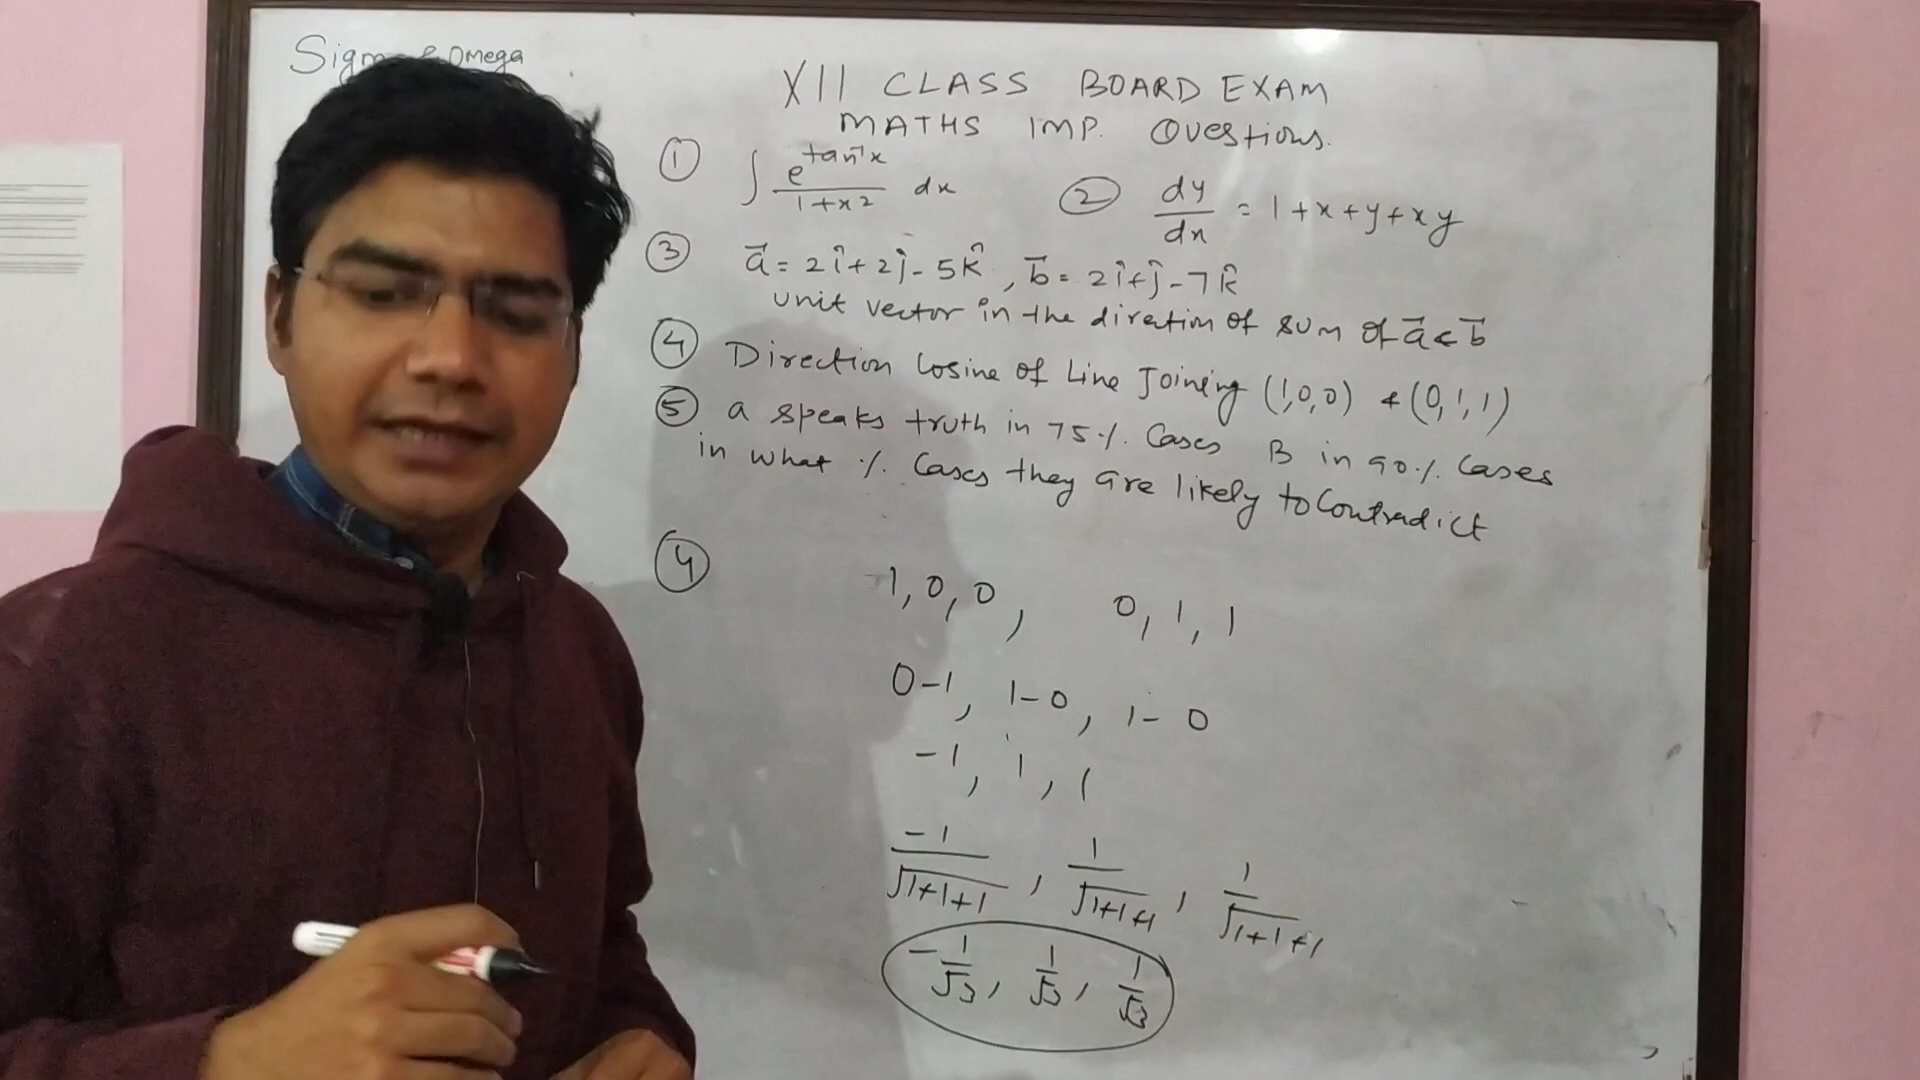 Sigma & Omega
XII CLASS BOARD EXAM
MATHS IMP. Questions.
① ∫ e^(tan⁻¹x) / (1+x²) dx ② dy/dx = 1+x+y+xy
③ a⃗ = 2î+2ĵ-5k̂, b⃗ = 2î+ĵ-7k̂
unit vector in the direction of sum of a⃗ & b⃗
④ Direction Cosine of Line Joining (1,0,0) & (0,1,1)
⑤ a speaks truth in 75% Cases B in 90% Cases
in what % Cases they are likely to Contradict
④ 1,0,0, 0,1,1
0-1, 1-0, 1-0
-1, 1, 1
-1/√(1+1+1), 1/√(1+1+1), 1/√(1+1+1)
-1/√3, 1/√3, 1/√3